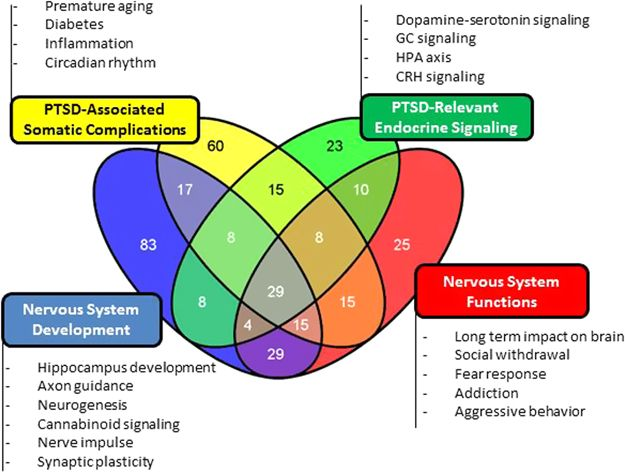 - Premature aging
- Diabetes
- Inflammation
- Circadian rhythm
- Dopamine-serotonin signaling
- GC signaling
- HPA axis
- CRH signaling
PTSD-Associated
Somatic Complications
PTSD-Relevant
Endocrine Signaling
60
23
17
15
10
83
8
8
25
29
8
15
4
15
29
Nervous System
Development
Nervous System
Functions
- Hippocampus development
- Axon guidance
- Neurogenesis
- Cannabinoid signaling
- Nerve impulse
- Synaptic plasticity
- Long term impact on brain
- Social withdrawal
- Fear response
- Addiction
- Aggressive behavior